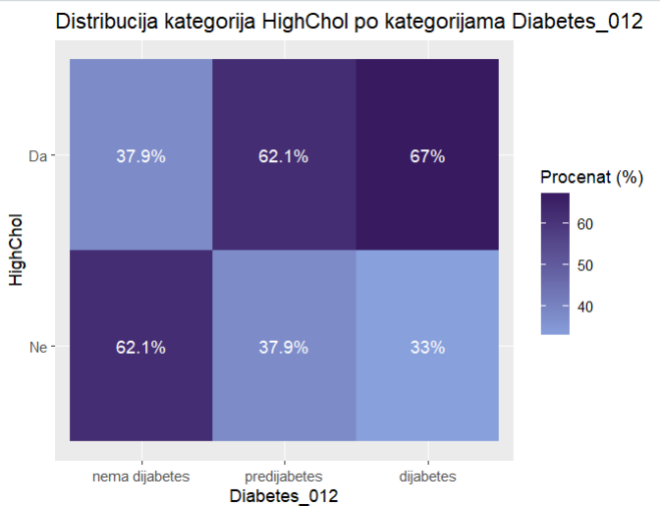 Distribucija kategorija HighChol po kategorijama Diabetes_012
HighChol
Da
37.9%
62.1%
67%
Ne
62.1%
37.9%
33%
nema dijabetes
predijabetes
dijabetes
Diabetes_012
Procenat (%)
60
50
40